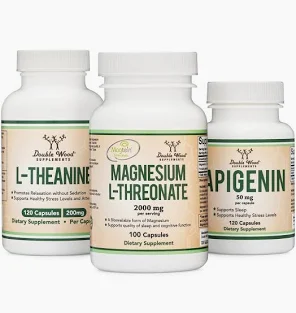 Double Wood
SUPPLEMENTS
L-THEANINE
Promotes Relaxation without Sedation
Supports Healthy Stress Levels and
120 Capsules
200mg
Dietary Supplement
Per Cap
Double Wood
SUPPLEMENTS
MAGNESIUM
L-THREONATE
2000 mg
per serving
A Bioavailable form of Magnesium
Supports quality of sleep and cognitive function
100 Capsules
Dietary Supplement
Double Wood
SUPPLEMENTS
APIGENIN
50 mg
per capsule
Supports Sleep
Supports Healthy Stress Levels
120 Capsules
Dietary Supplement